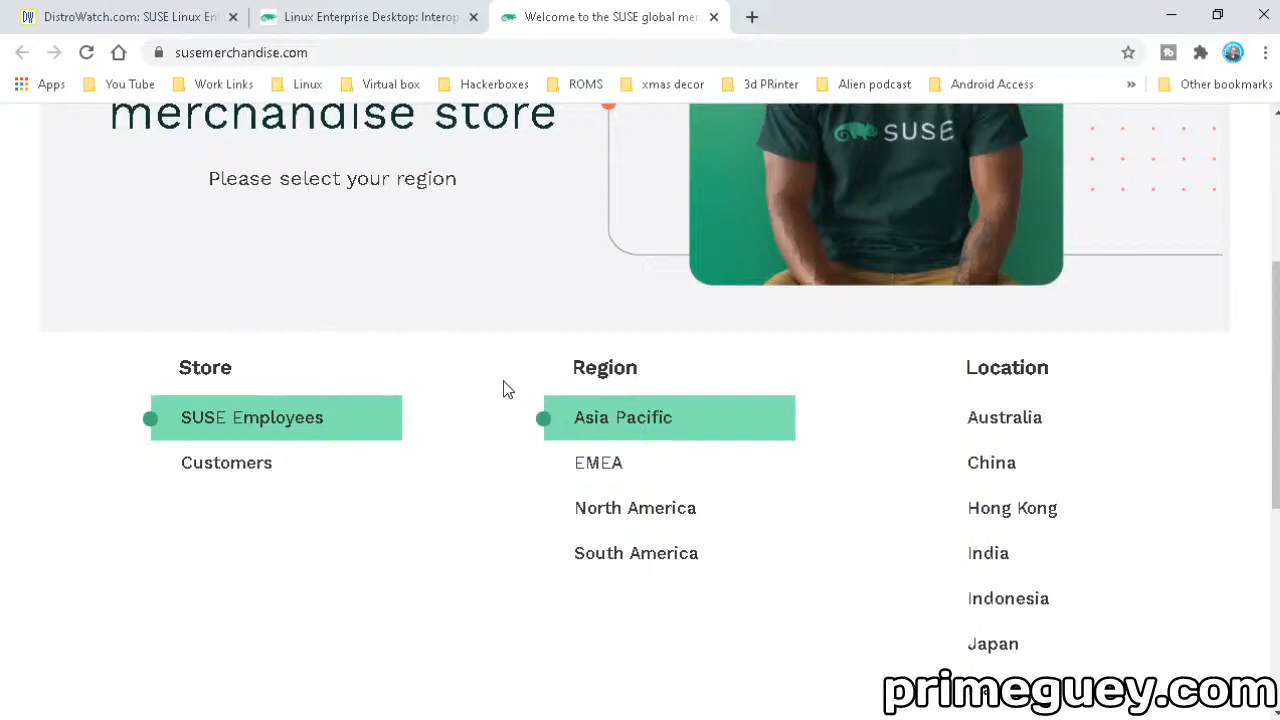 DistroWatch.com: SUSE Linux Ent
Linux Enterprise Desktop: Interop
Welcome to the SUSE global mer
susemerchandise.com
Apps
You Tube
Work Links
Linux
Virtual box
Hackerboxes
ROMS
xmas decor
3d PRinter
Alien podcast
Android Access
»
Other bookmarks
merchandise store
Please select your region
SUSE
Store
SUSE Employees
Customers
Region
Asia Pacific
EMEA
North America
South America
Location
Australia
China
Hong Kong
India
Indonesia
Japan
primeguey.com